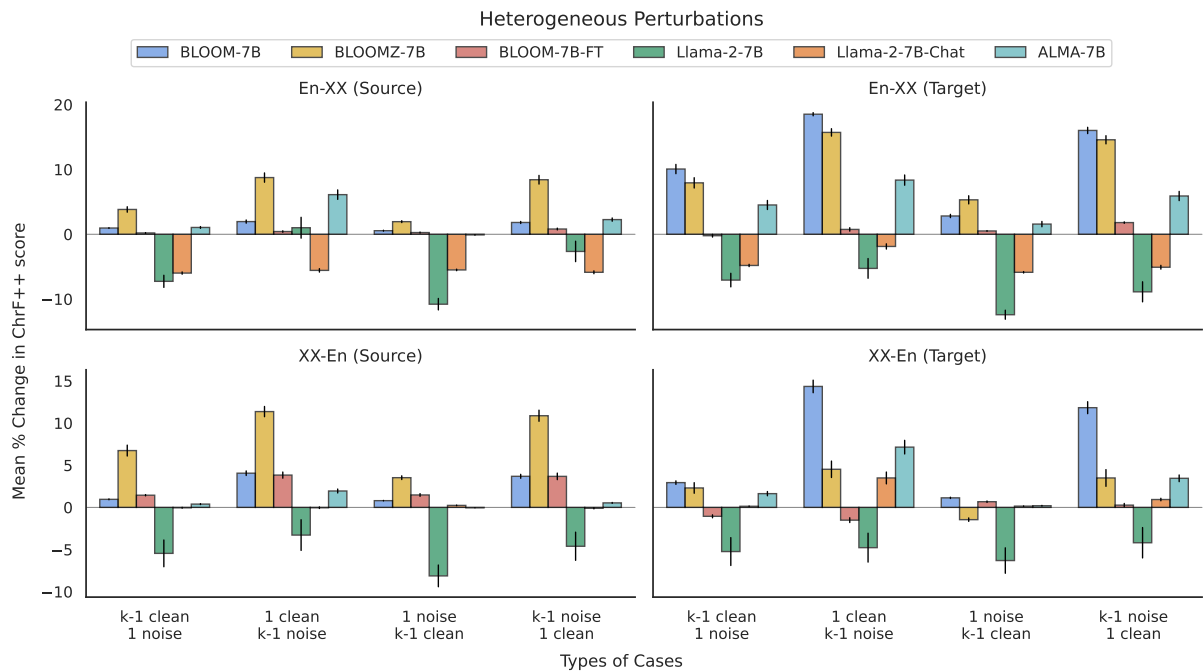 Heterogeneous Perturbations
BLOOM-7B BLOOMZ-7B BLOOM-7B-FT Llama-2-7B Llama-2-7B-Chat ALMA-7B
Mean % Change in ChrF++ score
En-XX (Source)
20
10
0
−10
En-XX (Target)
XX-En (Source)
15
10
5
0
−5
−10
XX-En (Target)
k-1 clean 1 clean 1 noise k-1 noise k-1 clean 1 clean 1 noise k-1 noise
1 noise k-1 noise k-1 clean 1 clean 1 noise k-1 noise k-1 clean 1 clean
Types of Cases